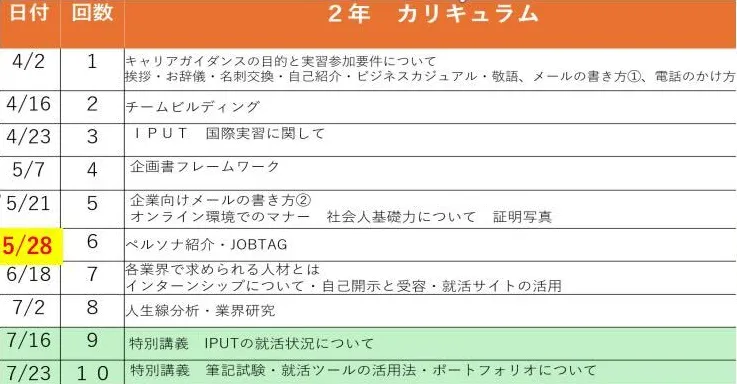 日付 回数 2年 カリキュラム
4/2 1 キャリアガイダンスの目的と実習参加要件について
挨拶・お辞儀・名刺交換・自己紹介・ビジネスカジュアル・敬語、メールの書き方①、電話のかけ方
4/16 2 チームビルディング
4/23 3 IPUT 国際実習に関して
5/7 4 企画書フレームワーク
5/21 5 企業向けメールの書き方②
オンライン環境でのマナー 社会人基礎力について 証明写真
5/28 6 ペルソナ紹介・JOBTAG
6/18 7 各業界で求められる人材とは
インターンシップについて・自己開示と受容・就活サイトの活用
7/2 8 人生線分析・業界研究
7/16 9 特別講義 IPUTの就活状況について
7/23 10 特別講義 筆記試験・就活ツールの活用法・ポートフォリオについて